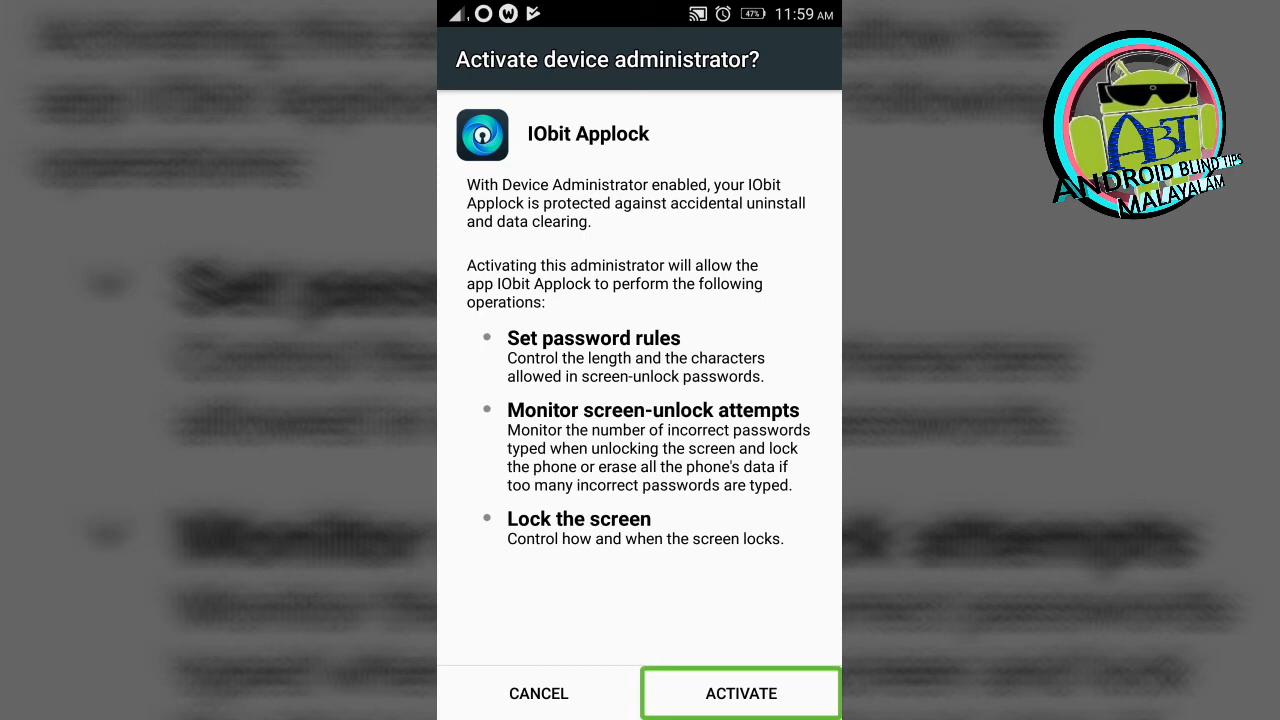 47%
11:59 AM
Activate device administrator?
IObit Applock
With Device Administrator enabled, your IObit
Applock is protected against accidental uninstall
and data clearing.
Activating this administrator will allow the
app IObit Applock to perform the following
operations:
Set password rules
Control the length and the characters
allowed in screen-unlock passwords.
Monitor screen-unlock attempts
Monitor the number of incorrect passwords
typed when unlocking the screen and lock
the phone or erase all the phone's data if
too many incorrect passwords are typed.
Lock the screen
Control how and when the screen locks.
CANCEL
ACTIVATE
ABT
ANDROID BLIND TIPS
MALAYALAM